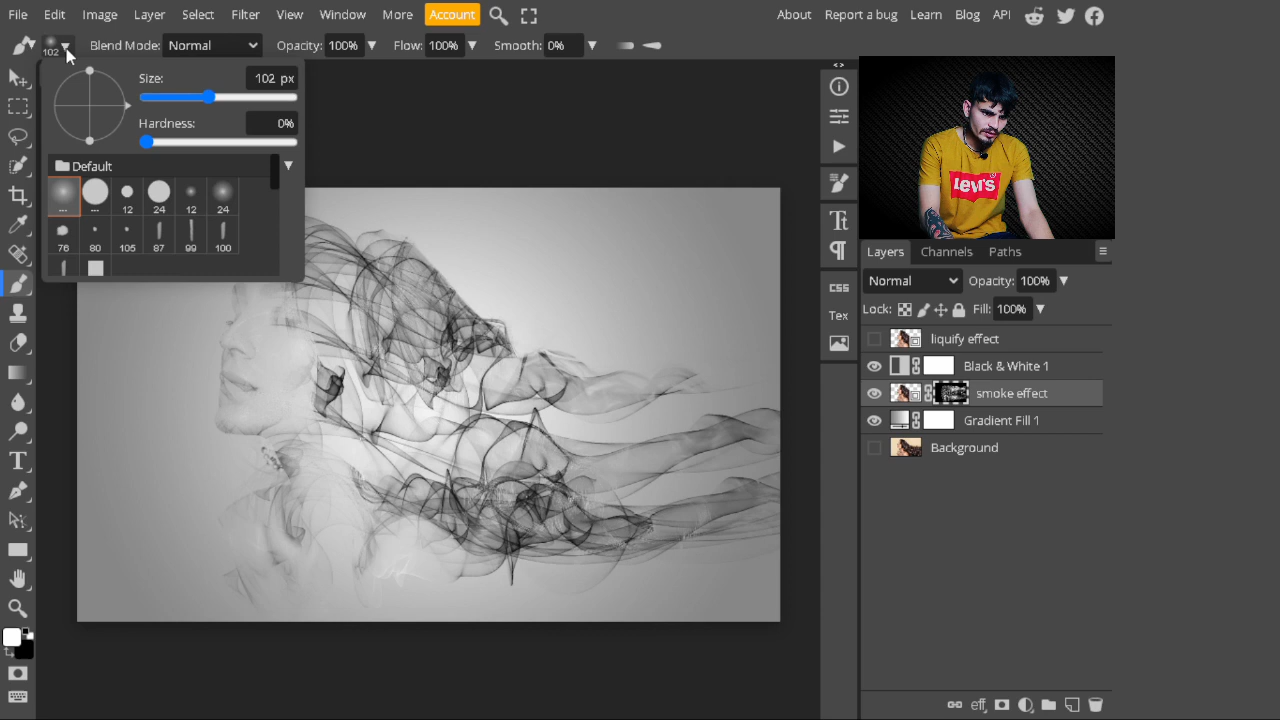 File Edit Image Layer Select Filter View Window More Account About Report a bug Learn Blog API
102 Blend Mode: Normal Opacity: 100% Flow: 100% Smooth: 0%
Size: 102 px
Hardness: 0%
Default
--- --- 12 24 12 24
76 80 105 87 99 100
Levi's
Layers Channels Paths
Normal Opacity: 100%
Lock: Fill: 100%
liquify effect
Black & White 1
smoke effect
Gradient Fill 1
Background
CSS
Tex
eff